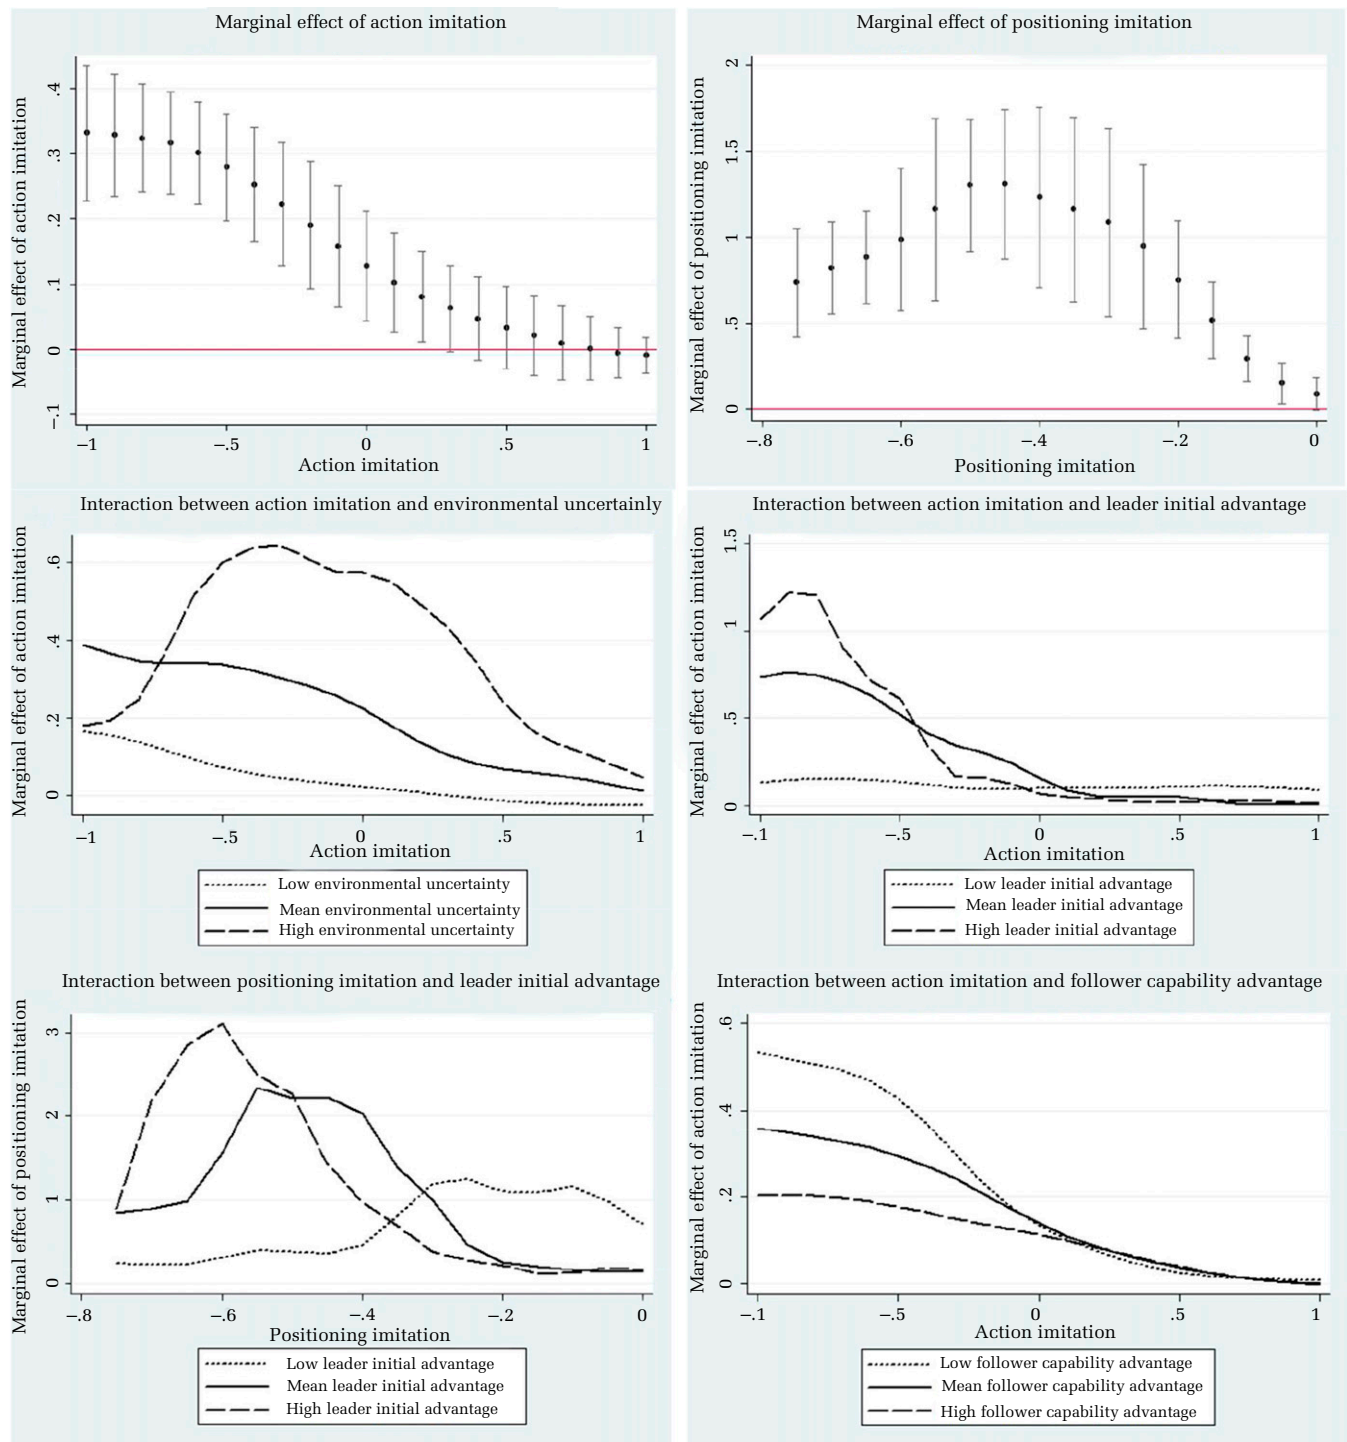 Marginal effect of action imitation
Marginal effect of action imitation
.4
.3
.2
.1
0
−.1
−1
−.5
0
.5
1
Action imitation
Marginal effect of positioning imitation
Marginal effect of positioning imitation
2
1.5
1
.5
0
−.8
−.6
−.4
−.2
0
Positioning imitation
Interaction between action imitation and environmental uncertainly
Marginal effect of action imitation
.6
.4
.2
0
−1
−.5
0
.5
1
Action imitation
Low environmental uncertainty
Mean environmental uncertainty
High environmental uncertainty
Interaction between action imitation and leader initial advantage
Marginal effect of action imitation
1.5
1
.5
0
−.1
−.5
0
.5
1
Action imitation
Low leader initial advantage
Mean leader initial advantage
High leader initial advantage
Interaction between positioning imitation and leader initial advantage
Marginal effect of positioning imitation
3
2
1
0
−.8
−.6
−.4
−.2
0
Positioning imitation
Low leader initial advantage
Mean leader initial advantage
High leader initial advantage
Interaction between action imitation and follower capability advantage
Marginal effect of action imitation
.6
.4
.2
0
−.1
−.5
0
.5
1
Action imitation
Low follower capability advantage
Mean follower capability advantage
High follower capability advantage